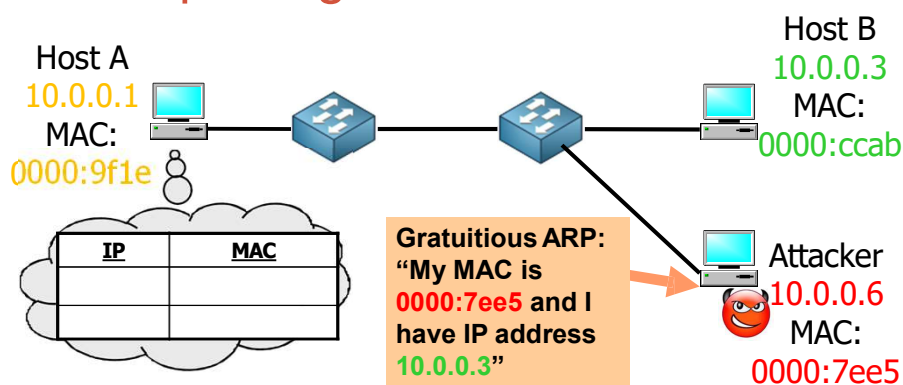 Host A
10.0.0.1
MAC:
0000:9f1e
Host B
10.0.0.3
MAC:
0000:ccab
IP MAC
Gratuitious ARP:
“My MAC is
0000:7ee5 and I
have IP address
10.0.0.3”
Attacker
10.0.0.6
MAC:
0000:7ee5